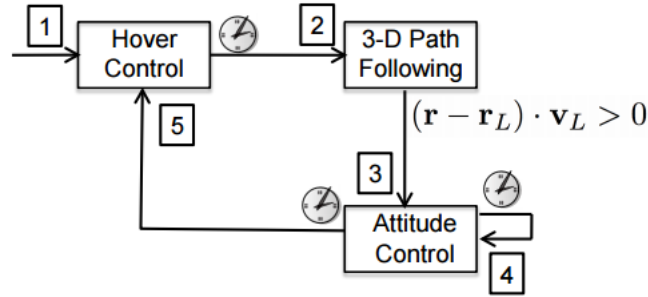 1
Hover
Control
2
3-D Path
Following
(𝐫 − 𝐫_L) · 𝐯_L > 0
5
3
Attitude
Control
4